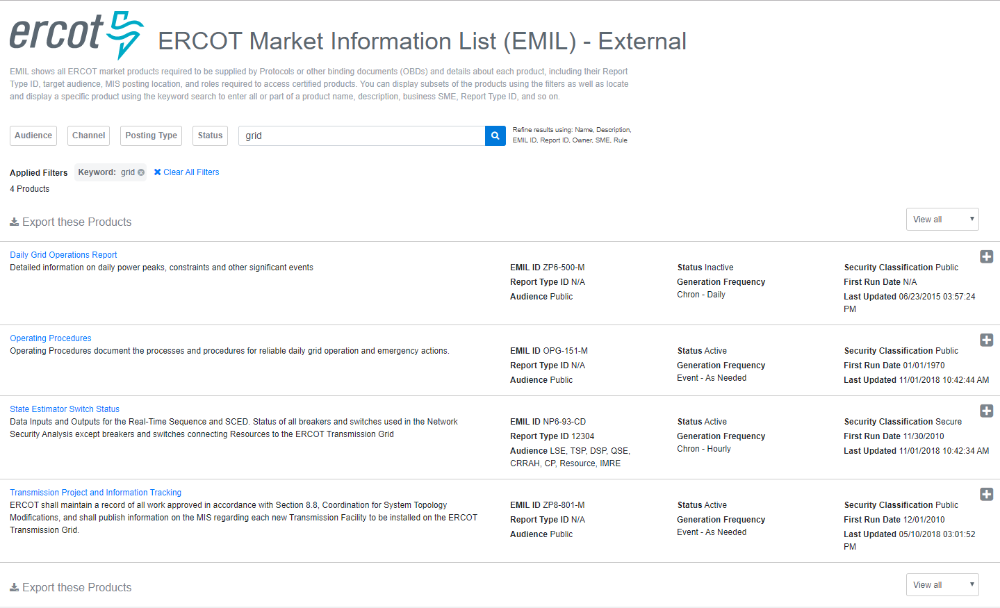 ercot
ERCOT Market Information List (EMIL) - External
EMIL shows all ERCOT market products required to be supplied by Protocols or other binding documents (OBDs) and details about each product, including their Report
Type ID, target audience, MIS posting location, and roles required to access certified products. You can display subsets of the products using the filters as well as locate
and display a specific product using the keyword search to enter all or part of a product name, description, business SME, Report Type ID, and so on.
Audience Channel Posting Type Status grid
Refine results using: Name, Description,
EMIL ID, Report ID, Owner, SME, Rule
Applied Filters Keyword: grid Clear All Filters
4 Products
Export these Products View all
Daily Grid Operations Report
Detailed information on daily power peaks, constraints and other significant events
EMIL ID ZP6-500-M
Report Type ID N/A
Audience Public
Status Inactive
Generation Frequency
Chron - Daily
Security Classification Public
First Run Date N/A
Last Updated 06/23/2015 03:57:24
PM
Operating Procedures
Operating Procedures document the processes and procedures for reliable daily grid operation and emergency actions.
EMIL ID OPG-151-M
Report Type ID N/A
Audience Public
Status Active
Generation Frequency
Event - As Needed
Security Classification Public
First Run Date 01/01/1970
Last Updated 11/01/2018 10:42:44 AM
State Estimator Switch Status
Data Inputs and Outputs for the Real-Time Sequence and SCED. Status of all breakers and switches used in the Network
Security Analysis except breakers and switches connecting Resources to the ERCOT Transmission Grid
EMIL ID NP6-93-CD
Report Type ID 12304
Audience LSE, TSP, DSP, QSE,
CRRAH, CP, Resource, IMRE
Status Active
Generation Frequency
Chron - Hourly
Security Classification Secure
First Run Date 11/30/2010
Last Updated 11/01/2018 10:42:34 AM
Transmission Project and Information Tracking
ERCOT shall maintain a record of all work approved in accordance with Section 8.8, Coordination for System Topology
Modifications, and shall publish information on the MIS regarding each new Transmission Facility to be installed on the ERCOT
Transmission Grid.
EMIL ID ZP8-801-M
Report Type ID N/A
Audience Public
Status Active
Generation Frequency
Event - As Needed
Security Classification Public
First Run Date 12/01/2010
Last Updated 05/10/2018 03:01:52
PM
Export these Products View all